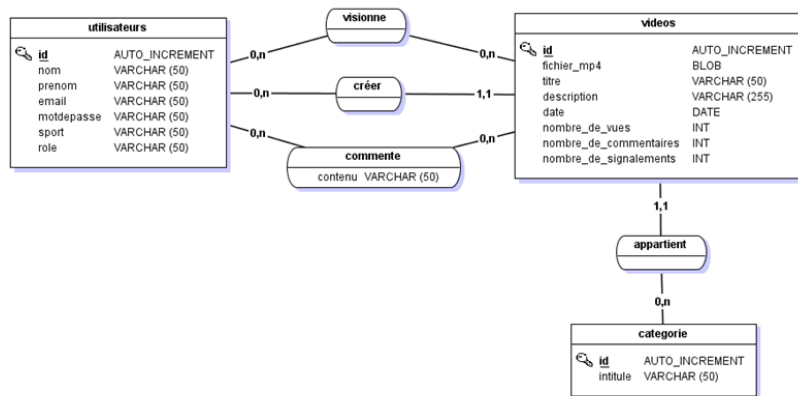 utilisateurs
id AUTO_INCREMENT
nom VARCHAR (50)
prenom VARCHAR (50)
email VARCHAR (50)
motdepasse VARCHAR (50)
sport VARCHAR (50)
role VARCHAR (50)
visionne
0,n
0,n
créer
0,n
1,1
commente
contenu VARCHAR (50)
0,n
0,n
videos
id AUTO_INCREMENT
fichier_mp4 BLOB
titre VARCHAR (50)
description VARCHAR (255)
date DATE
nombre_de_vues INT
nombre_de_commentaires INT
nombre_de_signalements INT
1,1
appartient
0,n
categorie
id AUTO_INCREMENT
intitule VARCHAR (50)